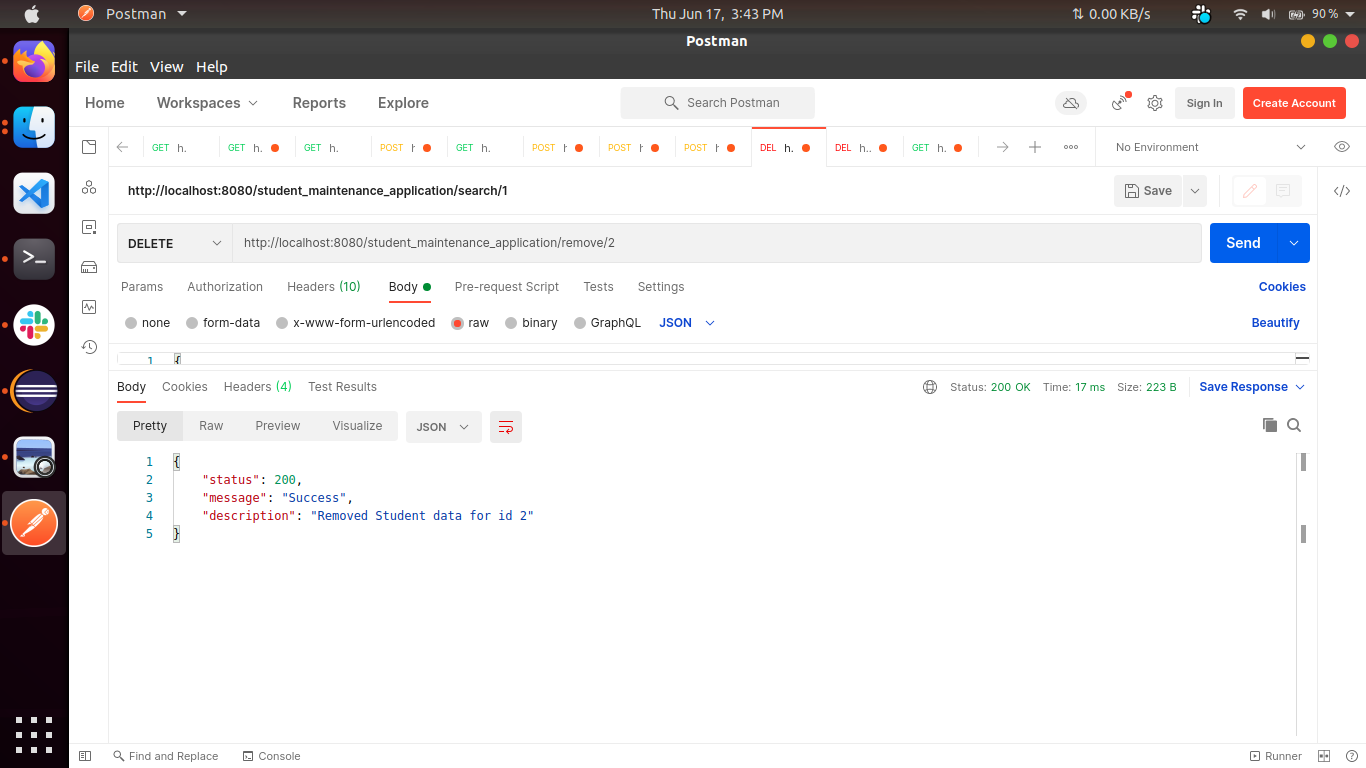 Postman Thu Jun 17, 3:43 PM 0.00 KB/s 90 %
Postman
File Edit View Help
Home Workspaces Reports Explore Search Postman Sign In Create Account
GET h. GET h. GET h. POST h GET h. POST h POST h POST h DEL h. DEL h.. GET h. No Environment
http://localhost:8080/student_maintenance_application/search/1 Save
DELETE http://localhost:8080/student_maintenance_application/remove/2 Send
Params Authorization Headers (10) Body Pre-request Script Tests Settings Cookies
none form-data x-www-form-urlencoded raw binary GraphQL JSON Beautify
1 {
Body Cookies Headers (4) Test Results Status: 200 OK Time: 17 ms Size: 223 B Save Response
Pretty Raw Preview Visualize JSON
1 {
2 "status": 200,
3 "message": "Success",
4 "description": "Removed Student data for id 2"
5 }
Find and Replace Console Runner